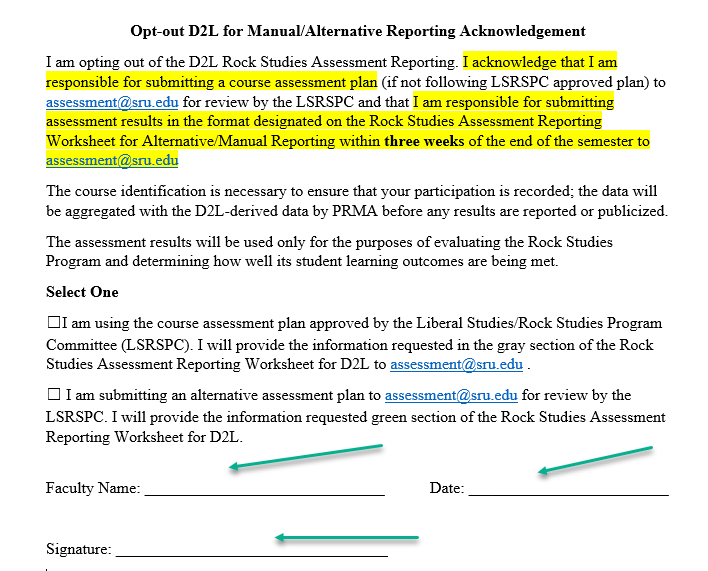 Opt-out D2L for Manual/Alternative Reporting Acknowledgement
I am opting out of the D2L Rock Studies Assessment Reporting. I acknowledge that I am
responsible for submitting a course assessment plan (if not following LSRSPC approved plan) to
assessment@sru.edu for review by the LSRSPC and that I am responsible for submitting
assessment results in the format designated on the Rock Studies Assessment Reporting
Worksheet for Alternative/Manual Reporting within three weeks of the end of the semester to
assessment@sru.edu
The course identification is necessary to ensure that your participation is recorded; the data will
be aggregated with the D2L-derived data by PRMA before any results are reported or publicized.
The assessment results will be used only for the purposes of evaluating the Rock Studies
Program and determining how well its student learning outcomes are being met.
Select One
☐I am using the course assessment plan approved by the Liberal Studies/Rock Studies Program
Committee (LSRSPC). I will provide the information requested in the gray section of the Rock
Studies Assessment Reporting Worksheet for D2L to assessment@sru.edu .
☐ I am submitting an alternative assessment plan to assessment@sru.edu for review by the
LSRSPC. I will provide the information requested green section of the Rock Studies Assessment
Reporting Worksheet for D2L.
Faculty Name: ________________________________ Date: ___________________________
Signature: ____________________________________